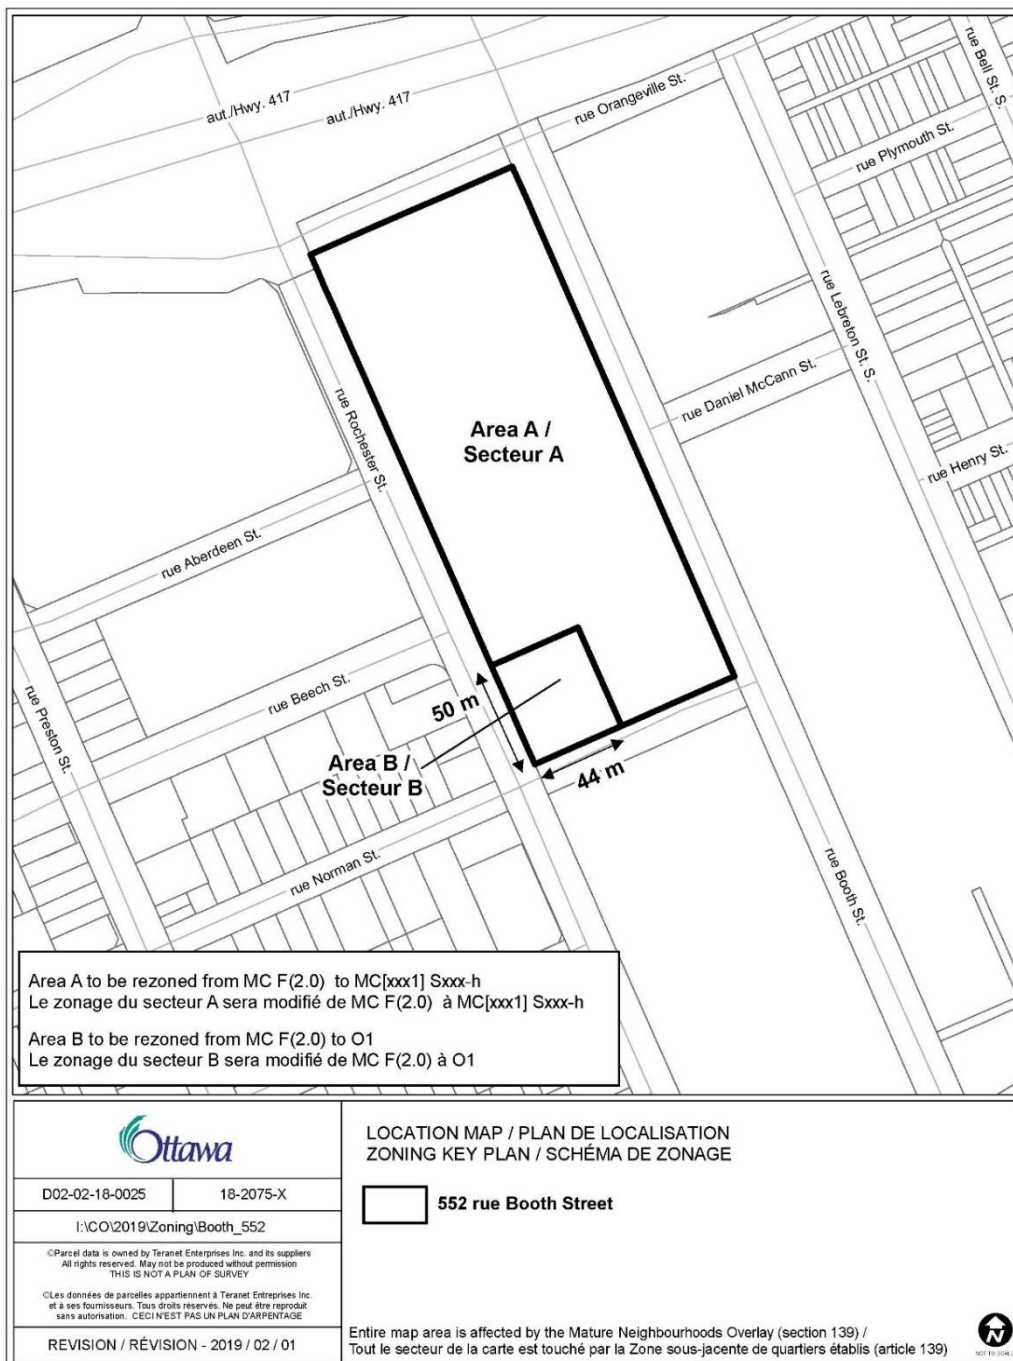 aut./Hwy. 417
aut./Hwy. 417
rue Orangeville St.
rue Bell St. S.
rue Plymouth St.
rue Lebreton St. S.
rue Daniel McCann St.
rue Henry St.
rue Rochester St.
Area A /
Secteur A
rue Aberdeen St.
rue Beech St.
rue Preston St.
50 m
Area B /
Secteur B
44 m
rue Norman St.
rue Booth St.
Area A to be rezoned from MC F(2.0) to MC[xxx1] Sxxx-h
Le zonage du secteur A sera modifié de MC F(2.0) à MC[xxx1] Sxxx-h
Area B to be rezoned from MC F(2.0) to O1
Le zonage du secteur B sera modifié de MC F(2.0) à O1
Ottawa
D02-02-18-0025
18-2075-X
I:\CO\2019\Zoning\Booth_552
©Parcel data is owned by Teranet Enterprises Inc. and its suppliers
All rights reserved. May not be produced without permission
THIS IS NOT A PLAN OF SURVEY
©Les données de parcelles appartiennent à Teranet Entreprises Inc.
et à ses fournisseurs. Tous droits réservés. Ne peut être reproduit
sans autorisation. CECI N'EST PAS UN PLAN D'ARPENTAGE
REVISION / RÉVISION - 2019 / 02 / 01
LOCATION MAP / PLAN DE LOCALISATION
ZONING KEY PLAN / SCHÉMA DE ZONAGE
552 rue Booth Street
Entire map area is affected by the Mature Neighbourhoods Overlay (section 139) /
Tout le secteur de la carte est touché par la Zone sous-jacente de quartiers établis (article 139)
N
NOT TO SCALE